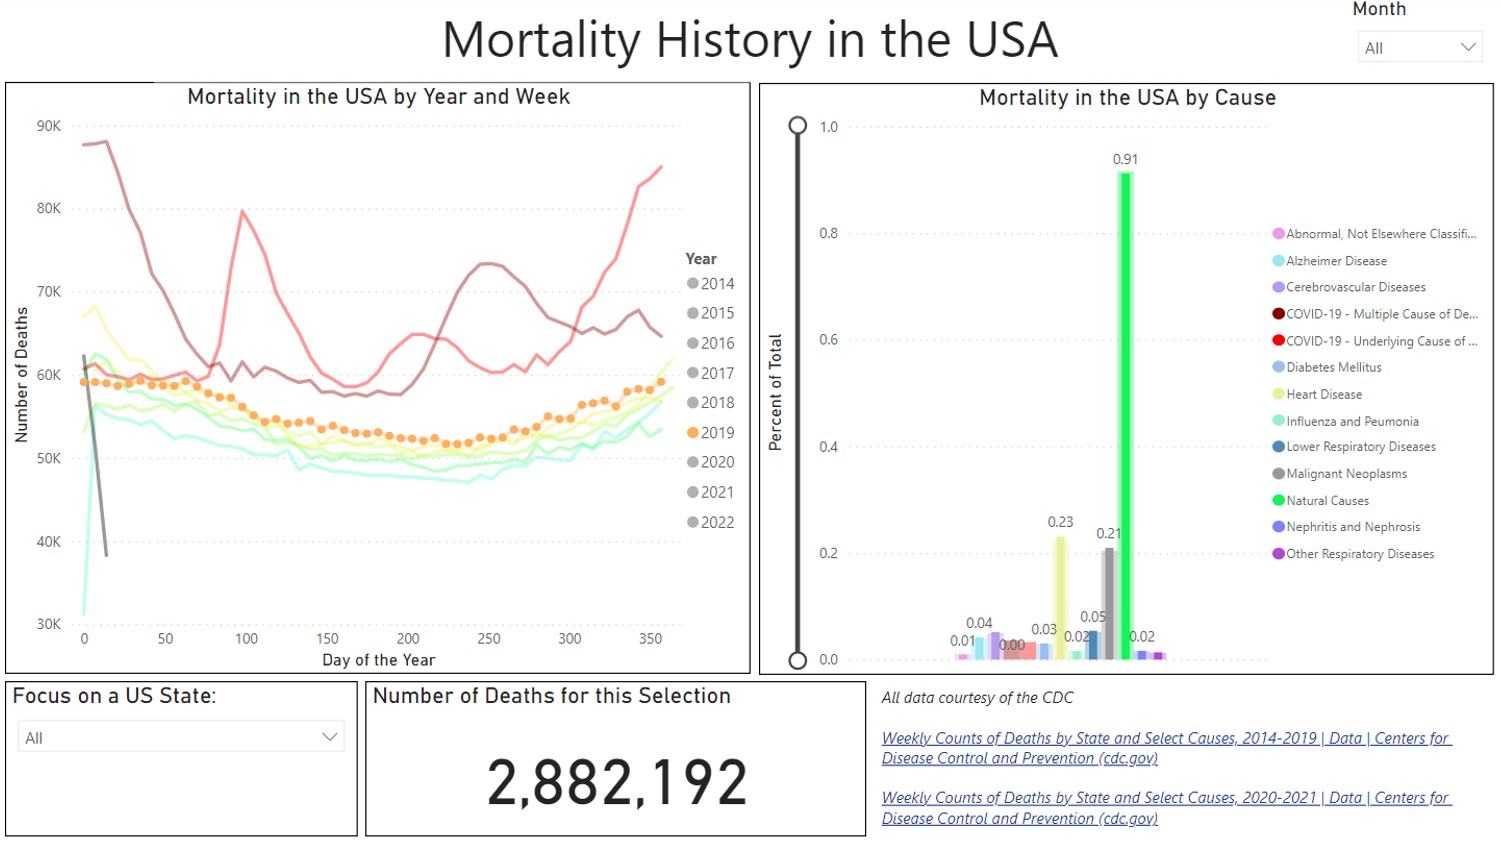 Mortality History in the USA
Month
All
Mortality in the USA by Year and Week
90K
80K
70K
60K
50K
40K
30K
Number of Deaths
0
50
100
150
200
250
300
350
Day of the Year
Year
2014
2015
2016
2017
2018
2019
2020
2021
2022
Mortality in the USA by Cause
1.0
0.8
0.6
0.4
0.2
0.0
Percent of Total
0.01
0.04
0.00
0.03
0.23
0.02
0.05
0.21
0.91
0.02
Abnormal, Not Elsewhere Classifi...
Alzheimer Disease
Cerebrovascular Diseases
COVID-19 - Multiple Cause of De...
COVID-19 - Underlying Cause of ...
Diabetes Mellitus
Heart Disease
Influenza and Peumonia
Lower Respiratory Diseases
Malignant Neoplasms
Natural Causes
Nephritis and Nephrosis
Other Respiratory Diseases
Focus on a US State:
All
Number of Deaths for this Selection
2,882,192
All data courtesy of the CDC
Weekly Counts of Deaths by State and Select Causes, 2014-2019 | Data | Centers for
Disease Control and Prevention (cdc.gov)
Weekly Counts of Deaths by State and Select Causes, 2020-2021 | Data | Centers for
Disease Control and Prevention (cdc.gov)